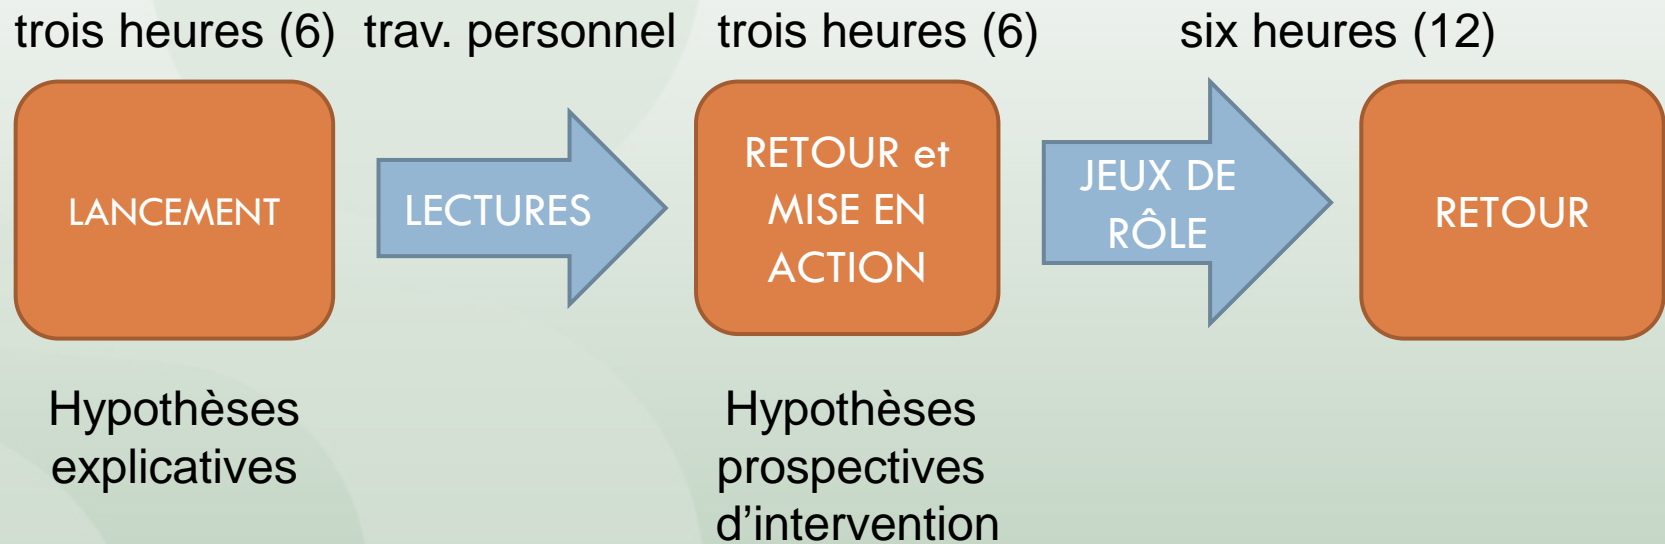 trois heures (6) trav. personnel trois heures (6) six heures (12)
LANCEMENT
LECTURES
RETOUR et
MISE EN
ACTION
JEUX DE
RÔLE
RETOUR
Hypothèses
explicatives
Hypothèses
prospectives
d’intervention